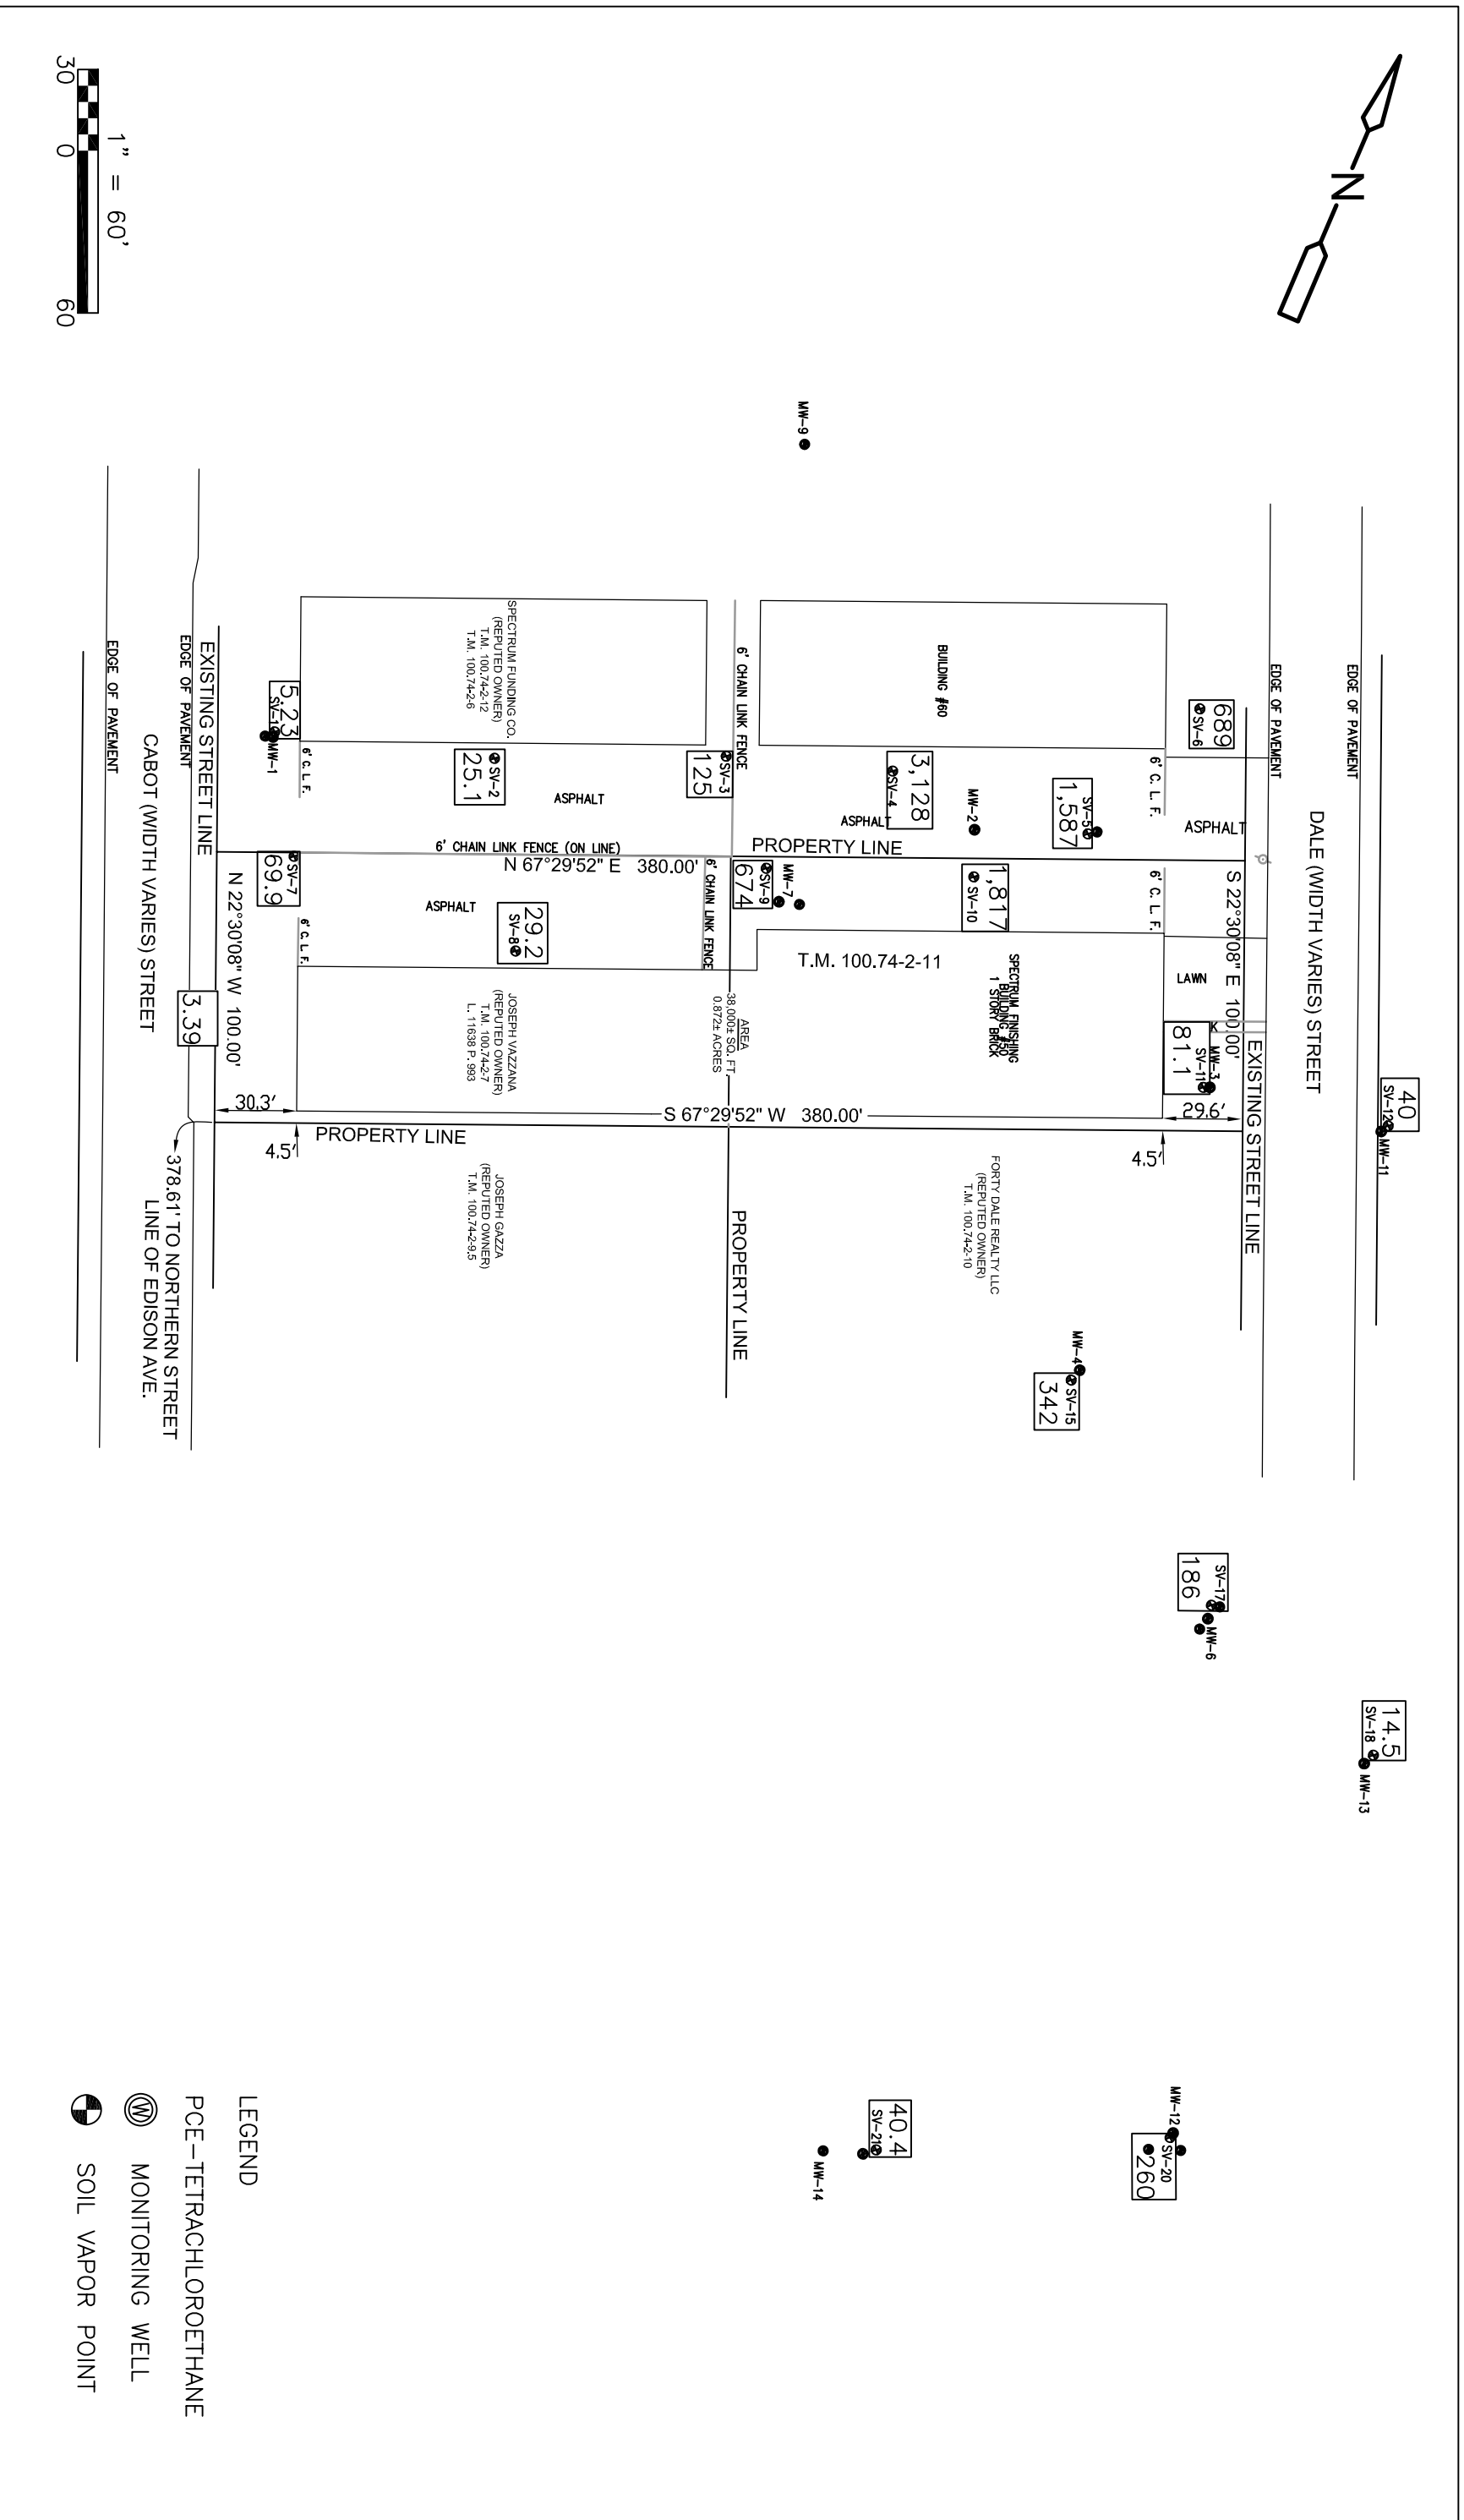 N
1" = 60'
30
0
60
MW-9
EDGE OF PAVEMENT
DALE (WIDTH VARIES) STREET
EDGE OF PAVEMENT
EXISTING STREET LINE
S 22°30'08" E 100.00'
689
SV-6
ASPHALT
6' C. L. F.
6' C. L. F.
LAWN
K
MW-3
SV-11
81.1
29.6'
4.5'
40
SV-12
MW-11
BUILDING #60
SV-5
1,587
MW-2
3,128
SV-4
ASPHALT
PROPERTY LINE
1,817
SV-10
MW-7
SV-9
674
T.M. 100.74-2-11
SPECTRUM FINISHING
BUILDING #50
1 STORY BRICK
6' CHAIN LINK FENCE
SV-3
125
6' CHAIN LINK FENCE
AREA
38,000± SQ. FT.
0.872± ACRES
SPECTRUM FUNDING CO.
(REPUTED OWNER)
T.M. 100.74-2-12
T.M. 100.74-2-6
ASPHALT
SV-2
25.1
6' CHAIN LINK FENCE (ON LINE)
N 67°29'52" E 380.00'
ASPHALT
29.2
SV-8
JOSEPH VAZZANA
(REPUTED OWNER)
T.M. 100.74-2-7
L. 11638 P. 993
S 67°29'52" W 380.00'
PROPERTY LINE
PROPERTY LINE
FORTY DALE REALTY LLC
(REPUTED OWNER)
T.M. 100.74-2-10
JOSEPH GAZZA
(REPUTED OWNER)
T.M. 100.74-2-9.5
6' C. L. F.
6' C. L. F.
5.23
SV-1
MW-1
SV-7
69.9
N 22°30'08" W 100.00'
30.3'
4.5'
3.39
EXISTING STREET LINE
EDGE OF PAVEMENT
CABOT (WIDTH VARIES) STREET
EDGE OF PAVEMENT
378.61' TO NORTHERN STREET
LINE OF EDISON AVE.
MW-4
SV-15
342
SV-17
186
MW-6
14.5
SV-18
MW-13
MW-12
SV-20
260
40.4
SV-21
MW-14
LEGEND
PCE-TETRACHLOROETHANE
W MONITORING WELL
SOIL VAPOR POINT